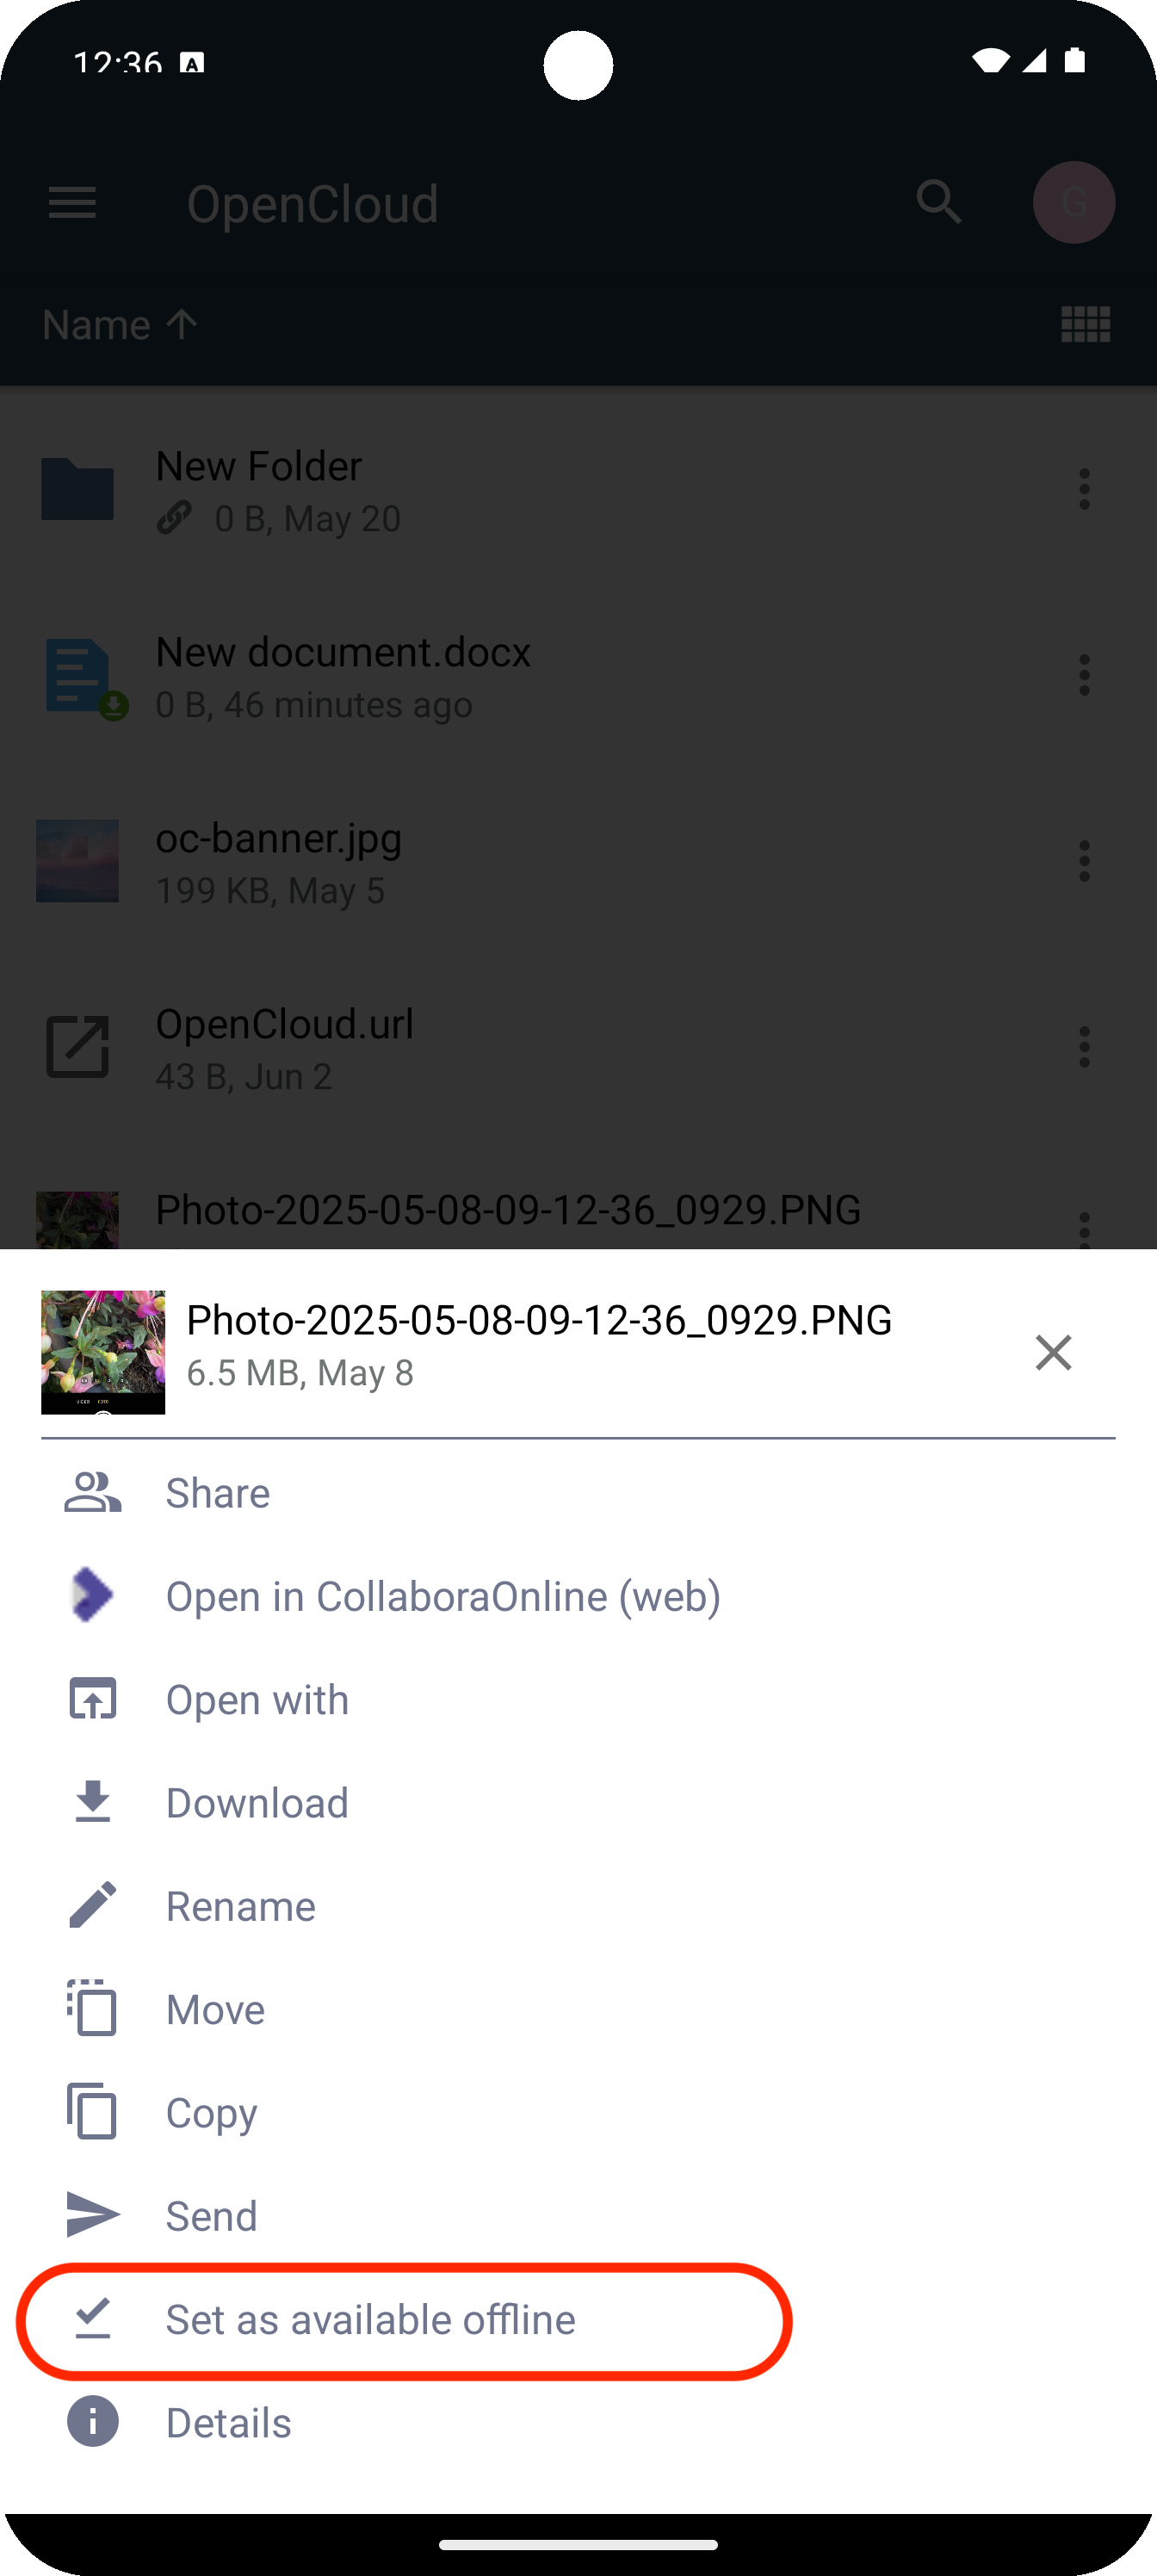 12:36
OpenCloud
G
Name
New Folder
0 B, May 20
New document.docx
0 B, 46 minutes ago
oc-banner.jpg
199 KB, May 5
OpenCloud.url
43 B, Jun 2
Photo-2025-05-08-09-12-36_0929.PNG
Photo-2025-05-08-09-12-36_0929.PNG
6.5 MB, May 8
Share
Open in CollaboraOnline (web)
Open with
Download
Rename
Move
Copy
Send
Set as available offline
Details